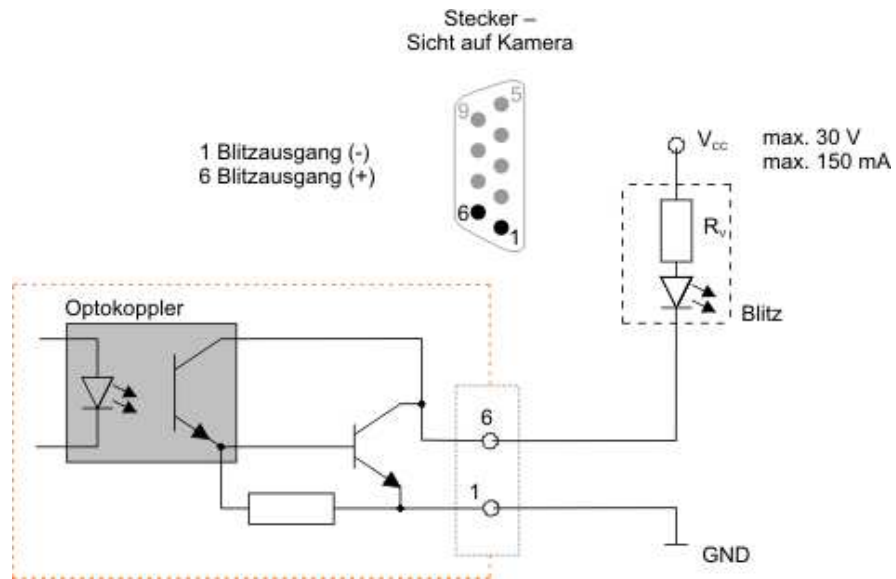 Stecker –
Sicht auf Kamera
9
5
1 Blitzausgang (-)
6 Blitzausgang (+)
6
1
Vcc
max. 30 V
max. 150 mA
Rv
Blitz
Optokoppler
6
1
GND